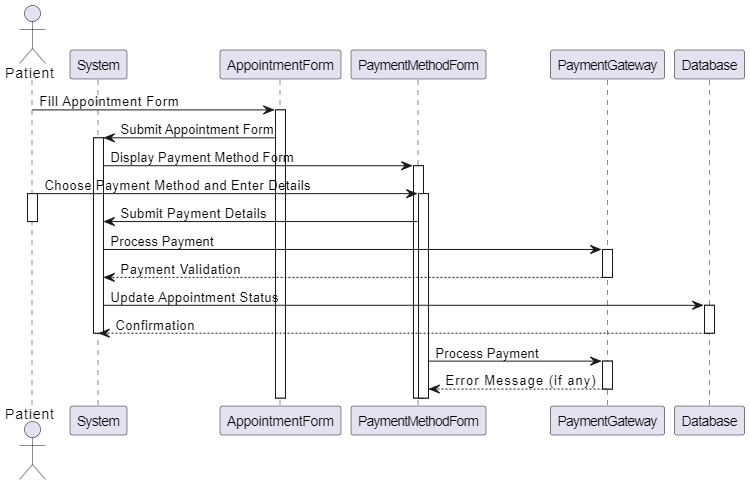 Patient
System
AppointmentForm
PaymentMethodForm
PaymentGateway
Database
Fill Appointment Form
Submit Appointment Form
Display Payment Method Form
Choose Payment Method and Enter Details
Submit Payment Details
Process Payment
Payment Validation
Update Appointment Status
Confirmation
Process Payment
Error Message (if any)
Patient
System
AppointmentForm
PaymentMethodForm
PaymentGateway
Database